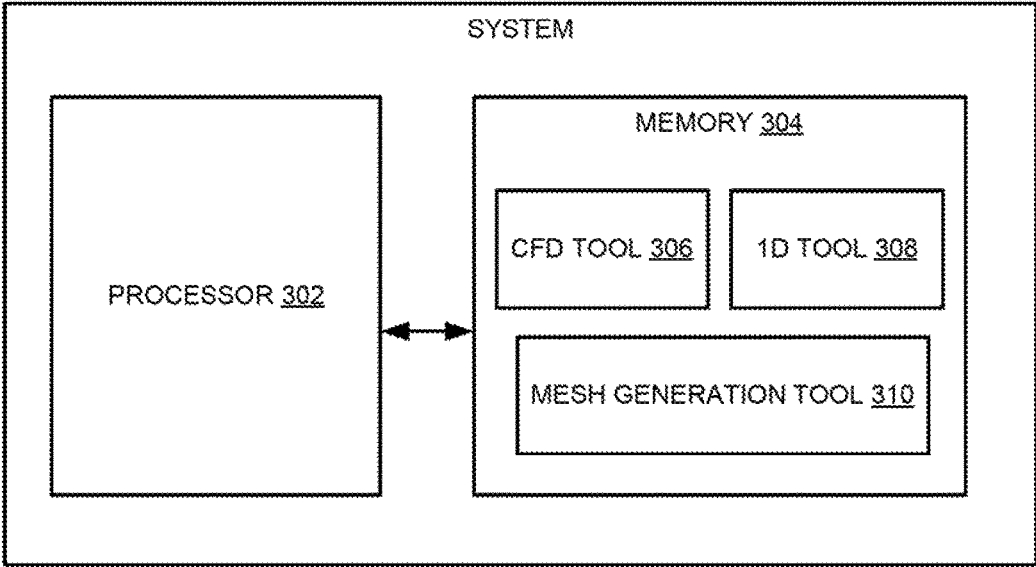 SYSTEM
PROCESSOR 302
MEMORY 304
CFD TOOL 306
1D TOOL 308
MESH GENERATION TOOL 310